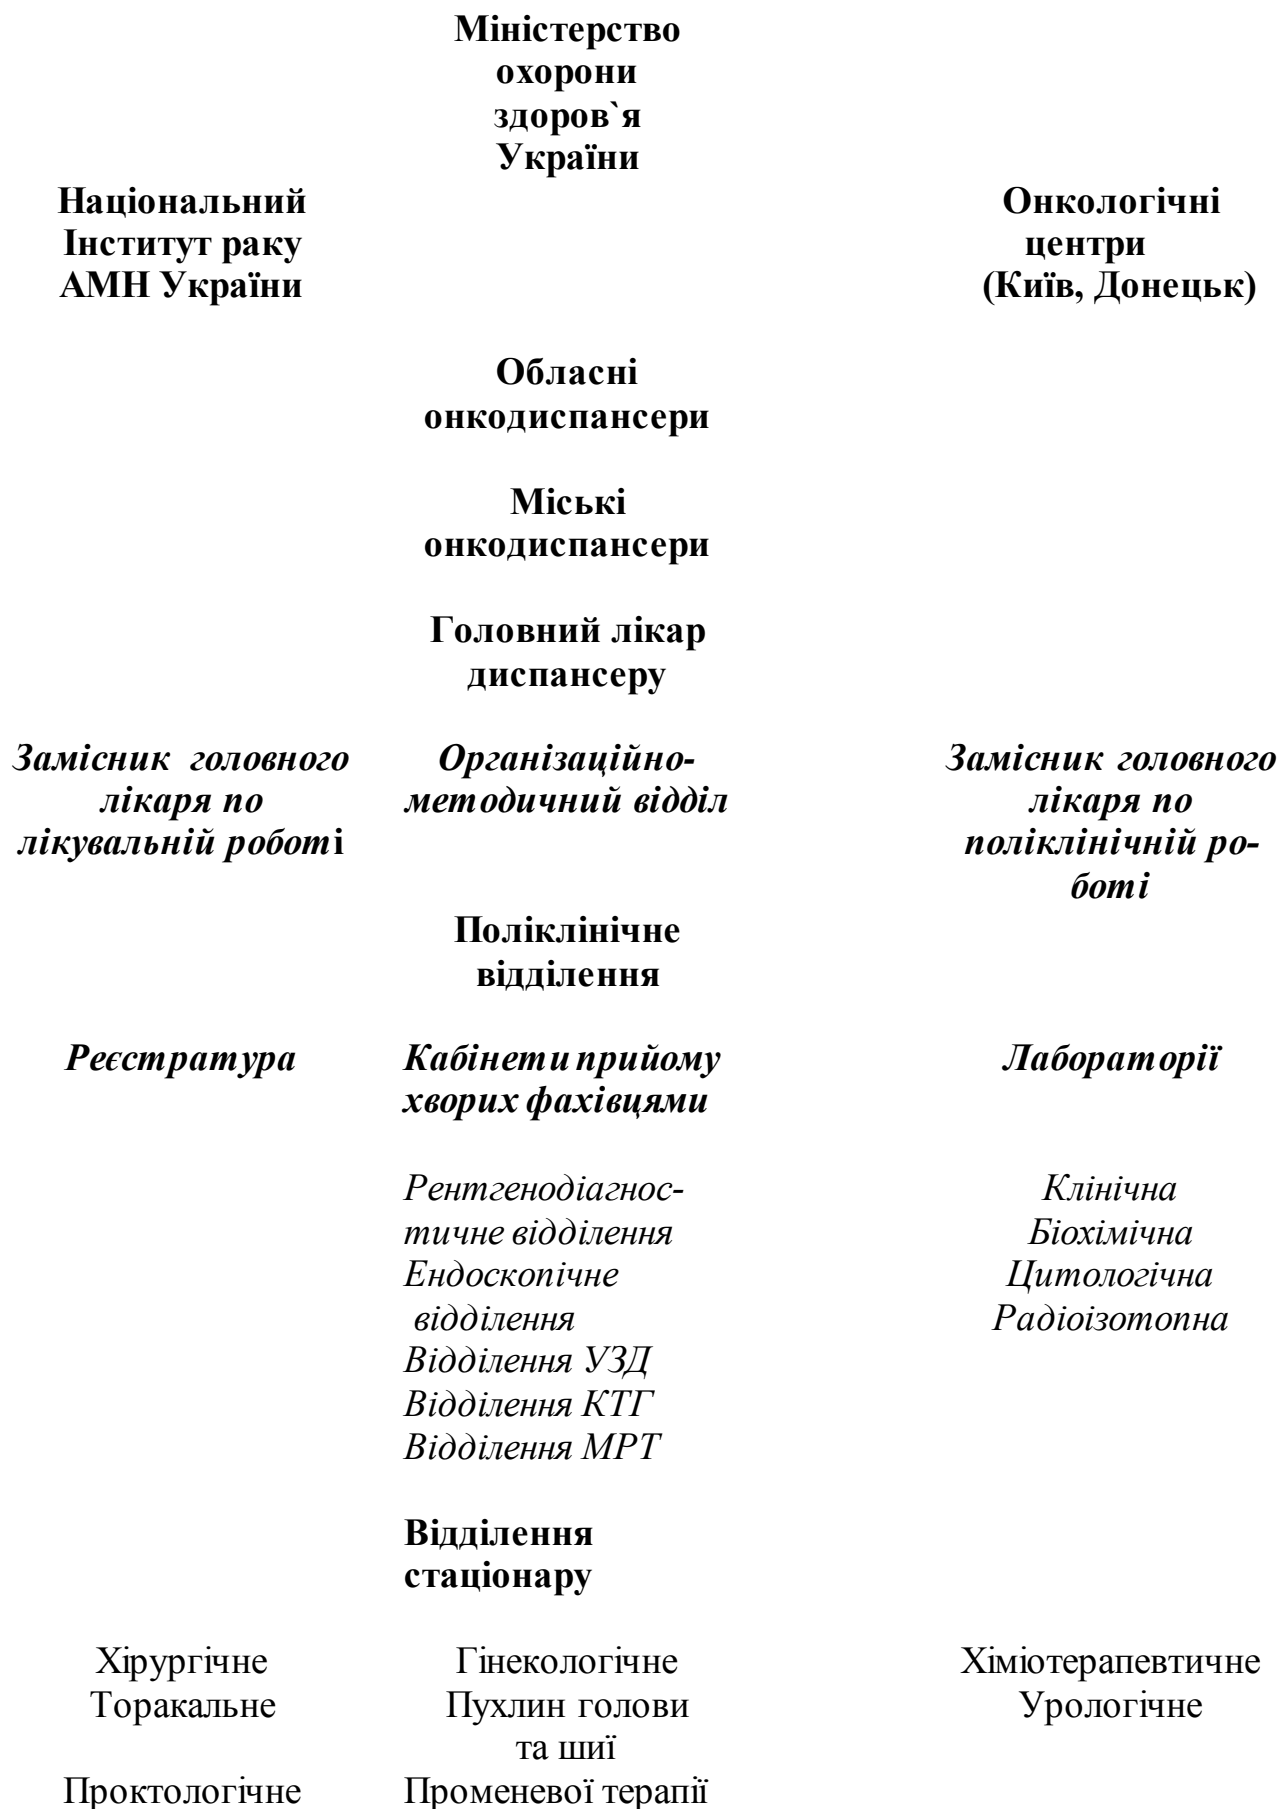 Міністерство
охорони
здоров`я
України
Національний
Інститут раку
АМН України
Онкологічні
центри
(Київ, Донецьк)
Обласні
онкодиспансери
Міські
онкодиспансери
Головний лікар
диспансеру
Замісник головного
лікаря по
лікувальній роботі
Організаційно-
методичний відділ
Замісник головного
лікаря по
поліклінічній ро-
боті
Поліклінічне
відділення
Реєстратура
Кабінети прийому
хворих фахівцями
Лабораторії
Рентгенодіагнос-
тичне відділення
Ендоскопічне
відділення
Відділення УЗД
Відділення КТГ
Відділення МРТ
Клінічна
Біохімічна
Цитологічна
Радіоізотопна
Відділення
стаціонару
Хірургічне
Гінекологічне
Хіміотерапевтичне
Торакальне
Пухлин голови
та шиї
Урологічне
Проктологічне
Променевої терапії